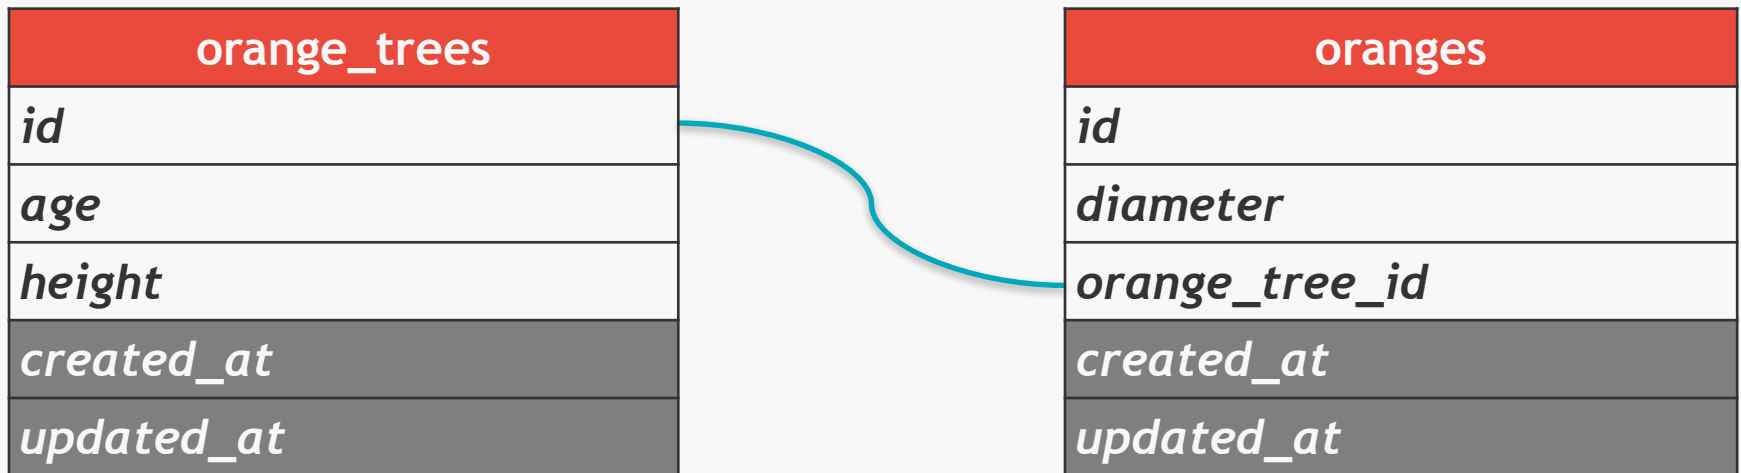 orange_trees
id
age
height
created_at
updated_at
oranges
id
diameter
orange_tree_id
created_at
updated_at